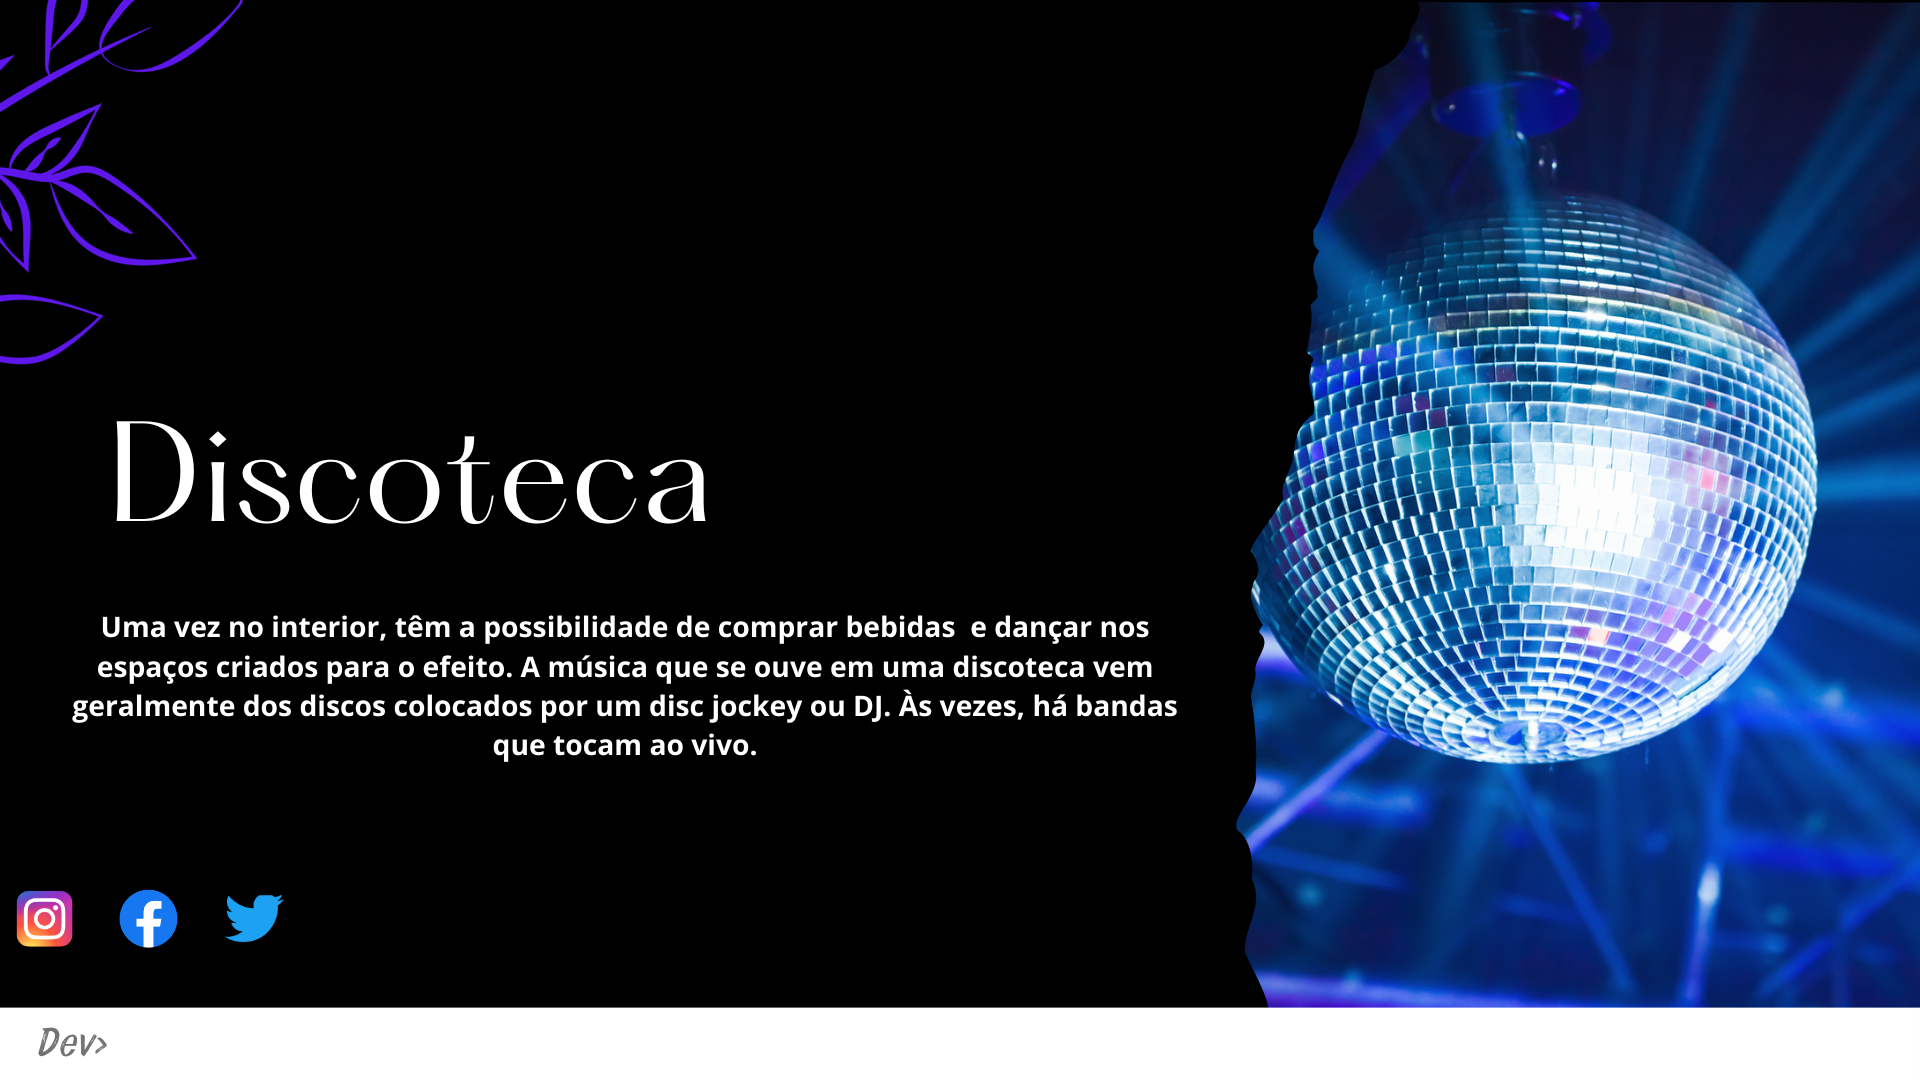 Discoteca
Uma vez no interior, têm a possibilidade de comprar bebidas  e dançar nos
espaços criados para o efeito. A música que se ouve em uma discoteca vem
geralmente dos discos colocados por um disc jockey ou DJ. Às vezes, há bandas
que tocam ao vivo.
Dev>